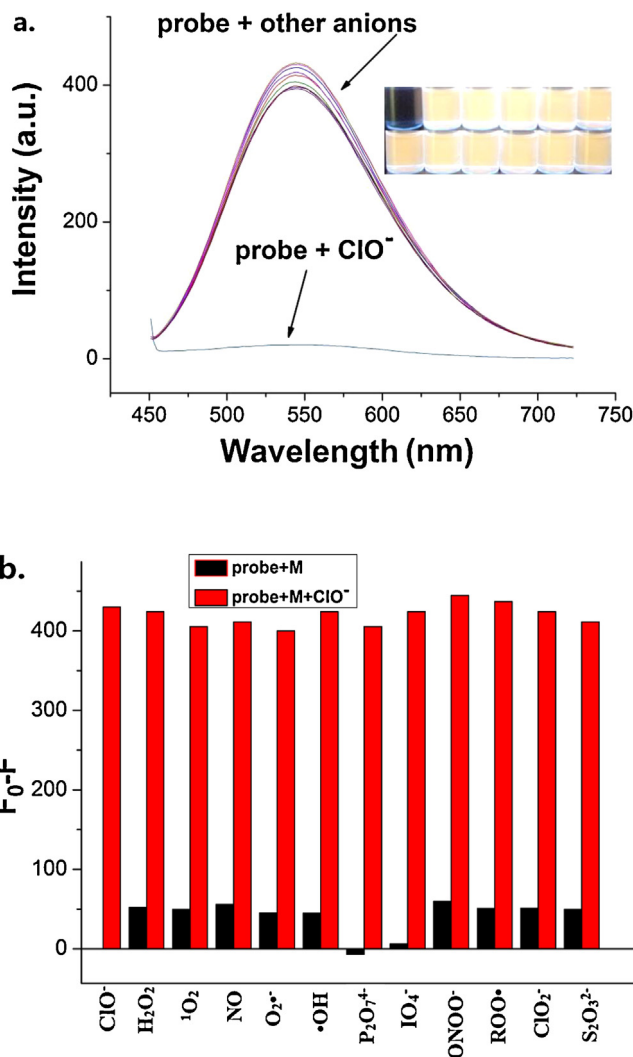 a.
probe + other anions
400
200
0
probe + ClO⁻
Intensity (a.u.)
450 500 550 600 650 700 750
Wavelength (nm)
b.
probe+M
probe+M+ClO⁻
400
300
200
100
0
F₀-F
ClO⁻
H₂O₂
¹O₂
NO
O₂•⁻
•OH
P₂O₇⁴⁻
IO₄⁻
ONOO⁻
ROO•
ClO₂⁻
S₂O₃²⁻